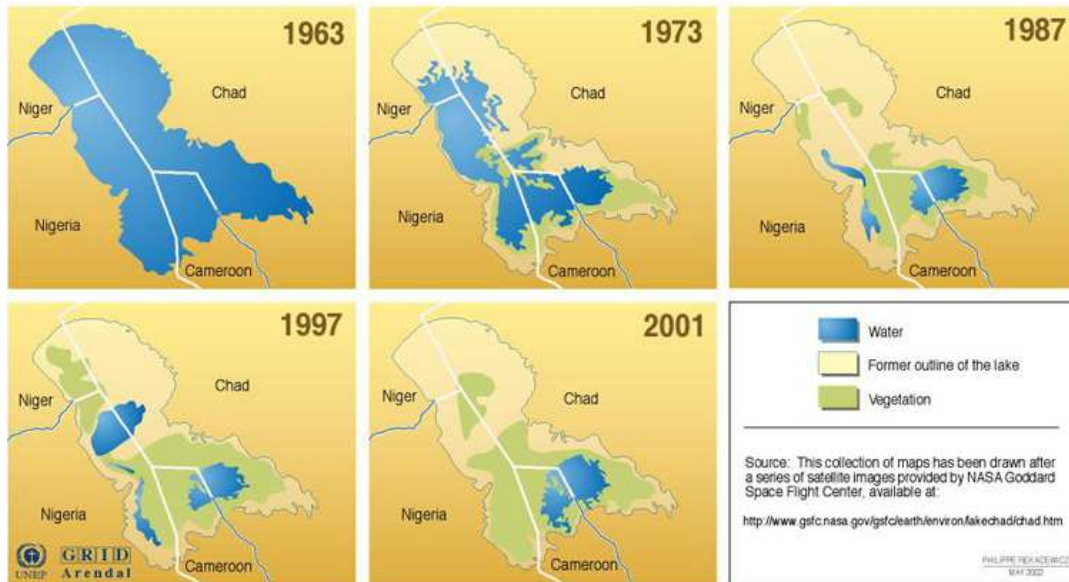 1963
Chad
Niger
Nigeria
Cameroon
1973
Chad
Niger
Nigeria
Cameroon
1987
Chad
Niger
Nigeria
Cameroon
1997
Chad
Niger
Nigeria
Cameroon
UNEP
GRID
Arendal
2001
Chad
Niger
Nigeria
Cameroon
Water
Former outline of the lake
Vegetation
Source: This collection of maps has been drawn after
a series of satellite images provided by NASA Goddard
Space Flight Center, available at:
http://www.gsfc.nasa.gov/gsfc/earth/environ/lakechad/chad.htm
PHILIPPE REKACEWICZ
MAY 2002